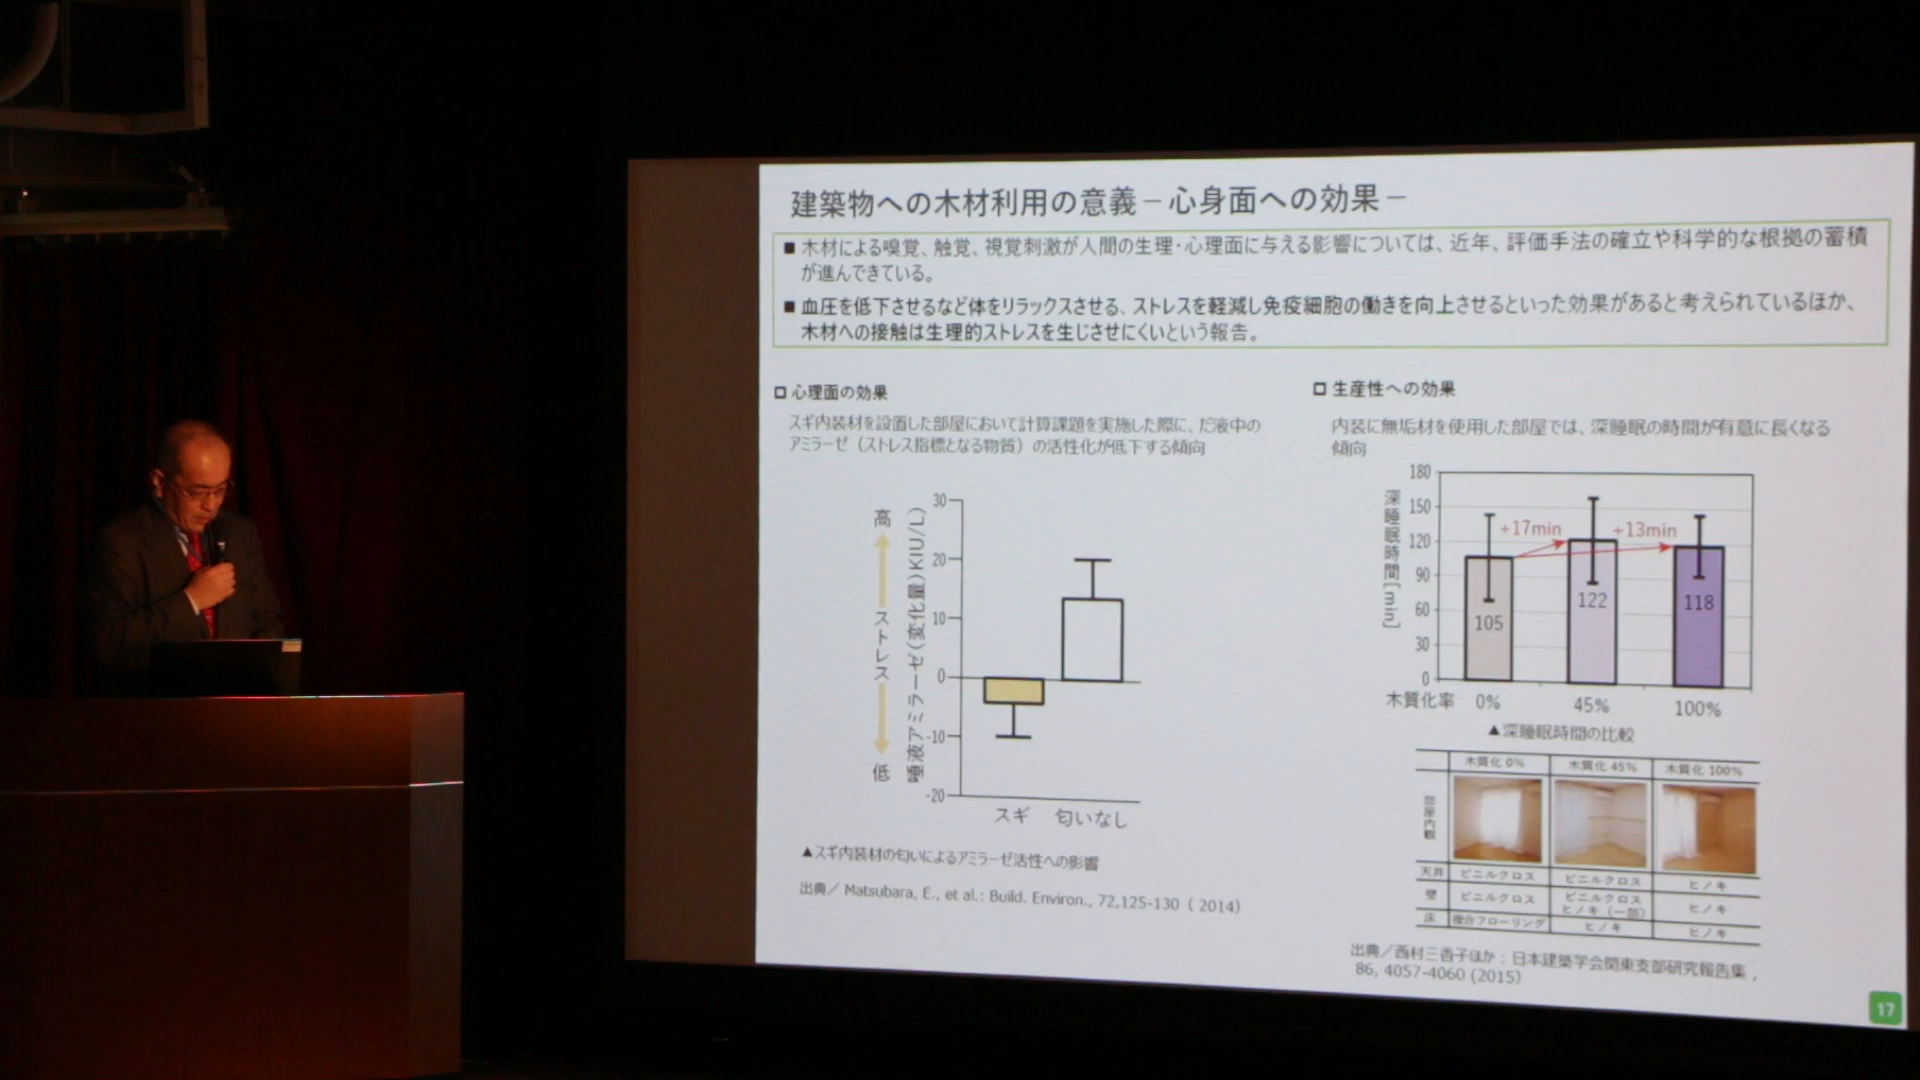 建築物への木材利用の意義－心身面への効果－
■ 木材による嗅覚、触覚、視覚刺激が人間の生理・心理面に与える影響については、近年、評価手法の確立や科学的な根拠の蓄積
が進んできている。
■ 血圧を低下させるなど体をリラックスさせる、ストレスを軽減し免疫細胞の働きを向上させるといった効果があると考えられているほか、
木材への接触は生理的ストレスを生じさせにくいという報告。
□ 心理面の効果
スギ内装材を設置した部屋において計算課題を実施した際に、だ液中の
アミラーゼ（ストレス指標となる物質）の活性化が低下する傾向
高
ストレス
低
唾液アミラーゼ(変化量)KIU/L)
30
20
10
0
-10
-20
スギ 匂いなし
▲スギ内装材の匂いによるアミラーゼ活性への影響
出典／ Matsubara, E., et al.: Build. Environ., 72,125-130（ 2014）
□ 生産性への効果
内装に無垢材を使用した部屋では、深睡眠の時間が有意に長くなる
傾向
深睡眠時間[min]
180
150
120
90
60
30
0
+17min +13min
105 122 118
木質化率 0% 45% 100%
▲深睡眠時間の比較
木質化 0% 木質化 45% 木質化 100%
部屋内観
天井 ビニルクロス ビニルクロス ヒノキ
壁 ビニルクロス ビニルクロス ヒノキ
ヒノキ（一部）
床 複合フローリング ヒノキ ヒノキ
出典／西村三香子ほか：日本建築学会関東支部研究報告集，
86, 4057-4060 (2015)
17